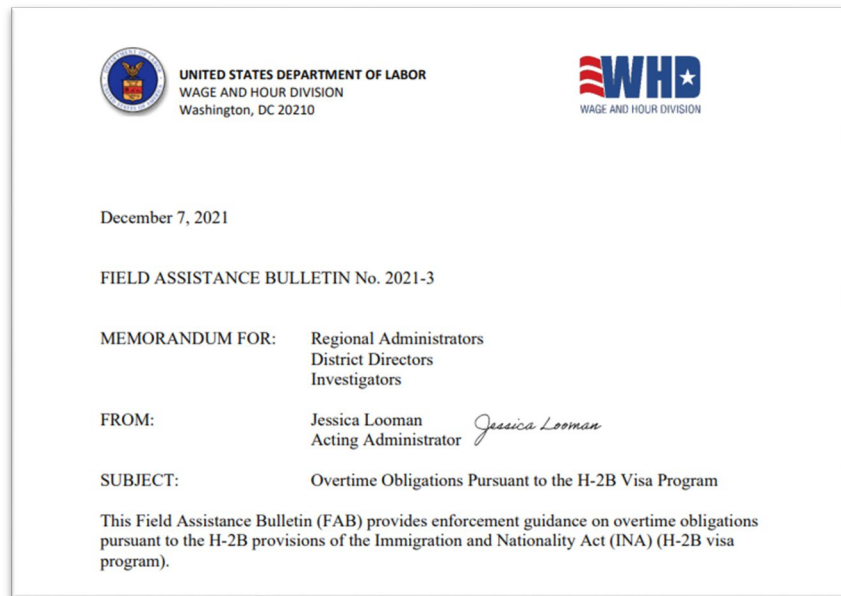 UNITED STATES DEPARTMENT OF LABOR
WAGE AND HOUR DIVISION
Washington, DC 20210
WHD
WAGE AND HOUR DIVISION
December 7, 2021
FIELD ASSISTANCE BULLETIN No. 2021-3
MEMORANDUM FOR: Regional Administrators
District Directors
Investigators
FROM: Jessica Looman Jessica Looman
Acting Administrator
SUBJECT: Overtime Obligations Pursuant to the H-2B Visa Program
This Field Assistance Bulletin (FAB) provides enforcement guidance on overtime obligations
pursuant to the H-2B provisions of the Immigration and Nationality Act (INA) (H-2B visa
program).